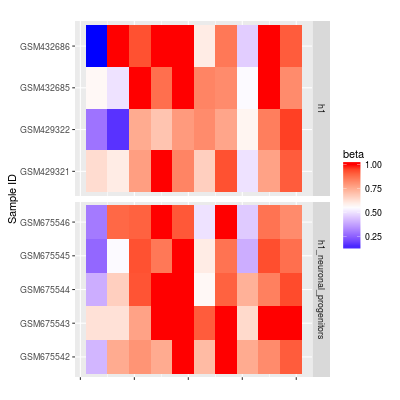 Sample ID
GSM432686
GSM432685
GSM429322
GSM429321
h1
GSM675546
GSM675545
GSM675544
GSM675543
GSM675542
h1_neuronal_progenitors
beta
1.00
0.75
0.50
0.25